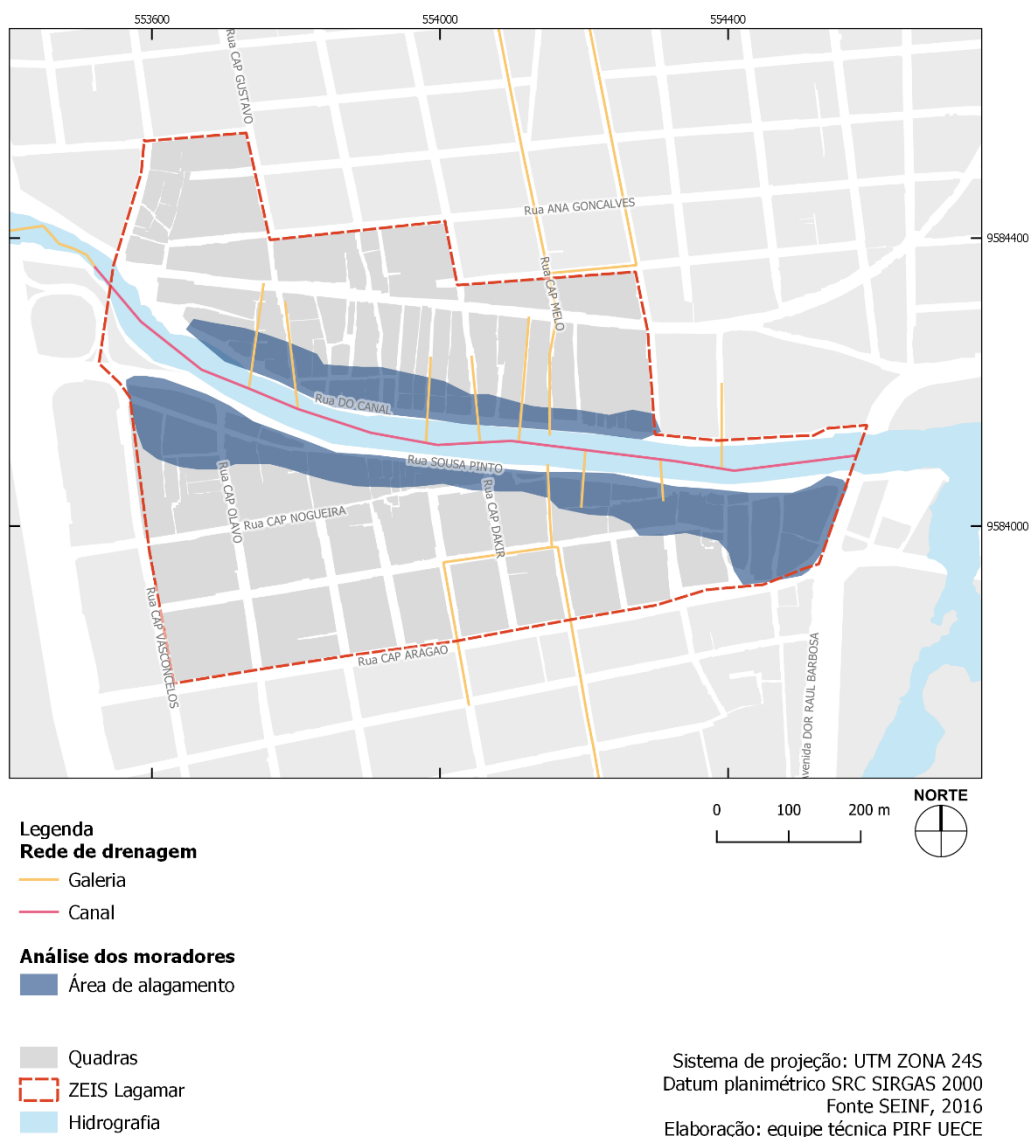 553600
554000
554400
Rua CAP GUSTAVO
Rua ANA GONCALVES
9584400
Rua CAP MELO
Rua DO CANAL
Rua SOUSA PINTO
Rua CAP OLAVO
Rua CAP NOGUEIRA
Rua CAP DAKIR
9584000
Rua CAP VASCONCELOS
Rua CAP ARAGAO
Avenida DOR RAUL BARBOSA
0 100 200 m
NORTE
Legenda
Rede de drenagem
Galeria
Canal
Análise dos moradores
Área de alagamento
Quadras
ZEIS Lagamar
Hidrografia
Sistema de projeção: UTM ZONA 24S
Datum planimétrico SRC SIRGAS 2000
Fonte SEINF, 2016
Elaboração: equipe técnica PIRF UECE